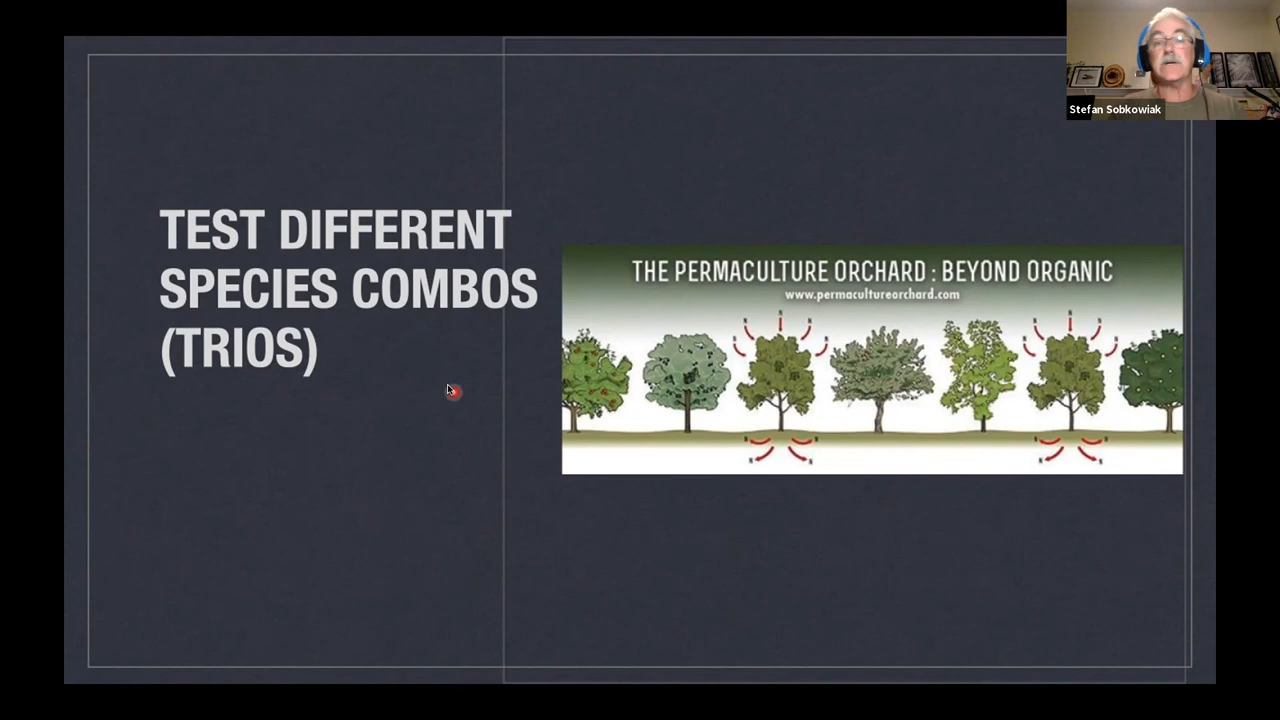 Stefan Sobkowiak
TEST DIFFERENT
SPECIES COMBOS
(TRIOS)
THE PERMACULTURE ORCHARD : BEYOND ORGANIC
www.permacultureorchard.com
N N N N N N N N N N
N N N N N N N N